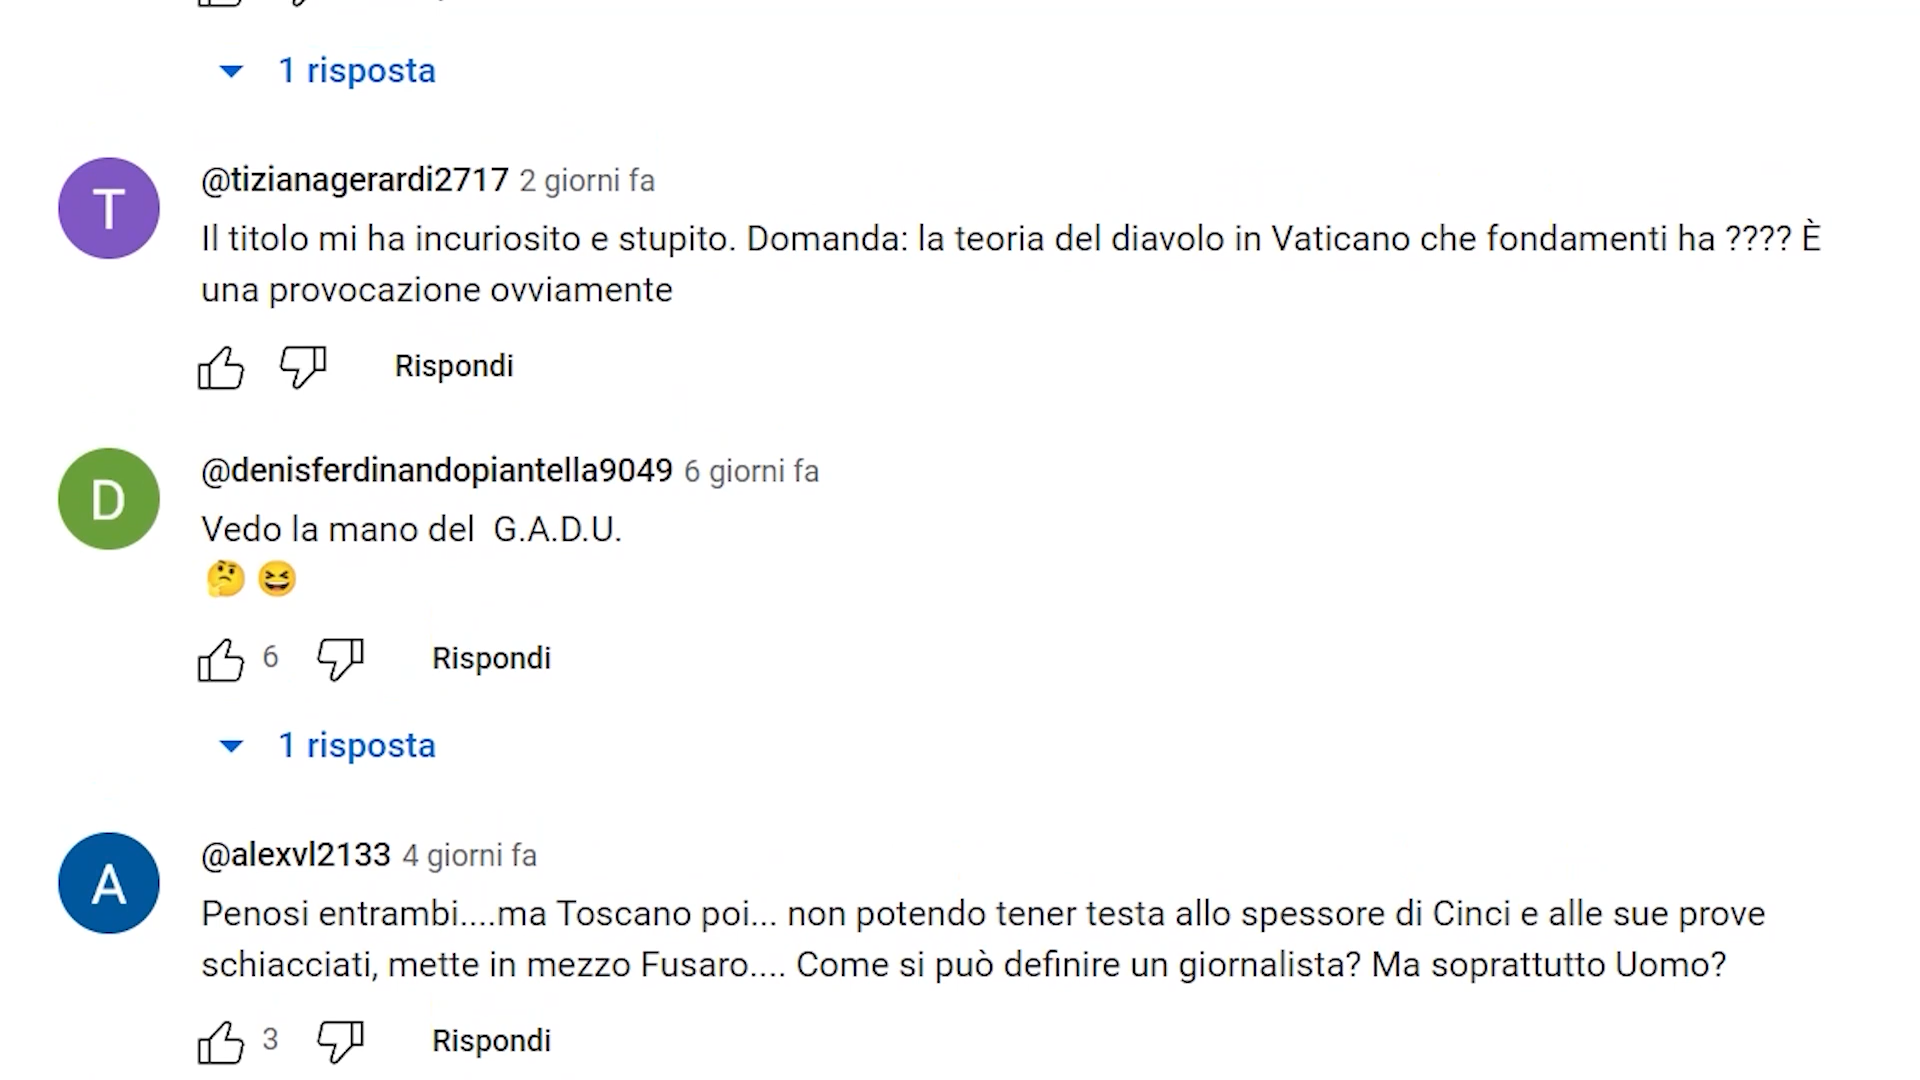 1 risposta
@tizianagerardi2717 2 giorni fa
Il titolo mi ha incuriosito e stupito. Domanda: la teoria del diavolo in Vaticano che fondamenti ha ???? È
una provocazione ovviamente
Rispondi
@denisferdinandopiantella9049 6 giorni fa
Vedo la mano del  G.A.D.U.
🤔 😆
6 Rispondi
1 risposta
@alexvl2133 4 giorni fa
Penosi entrambi....ma Toscano poi... non potendo tener testa allo spessore di Cinci e alle sue prove
schiacciati, mette in mezzo Fusaro.... Come si può definire un giornalista? Ma soprattutto Uomo?
3 Rispondi
T
D
A